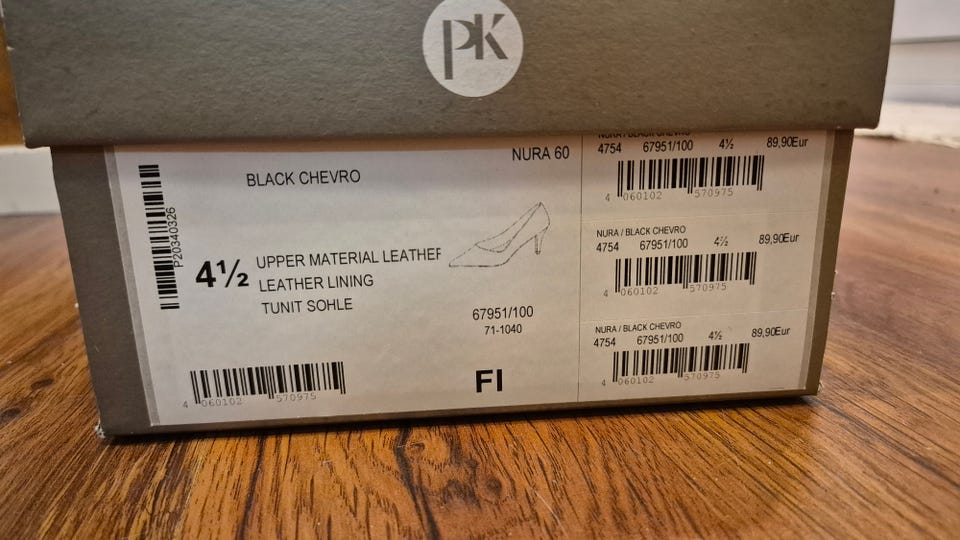 PK
NURA 60
BLACK CHEVRO
P20340326
4½
UPPER MATERIAL LEATHER
LEATHER LINING
TUNIT SOHLE
67951/100
71-1040
FI
4 060102 570975
NURA / BLACK CHEVRO
4754 67951/100 4½ 89,90Eur
4 060102 570975
NURA / BLACK CHEVRO
4754 67951/100 4½ 89,90Eur
4 060102 570975
NURA / BLACK CHEVRO
4754 67951/100 4½ 89,90Eur
4 060102 570975